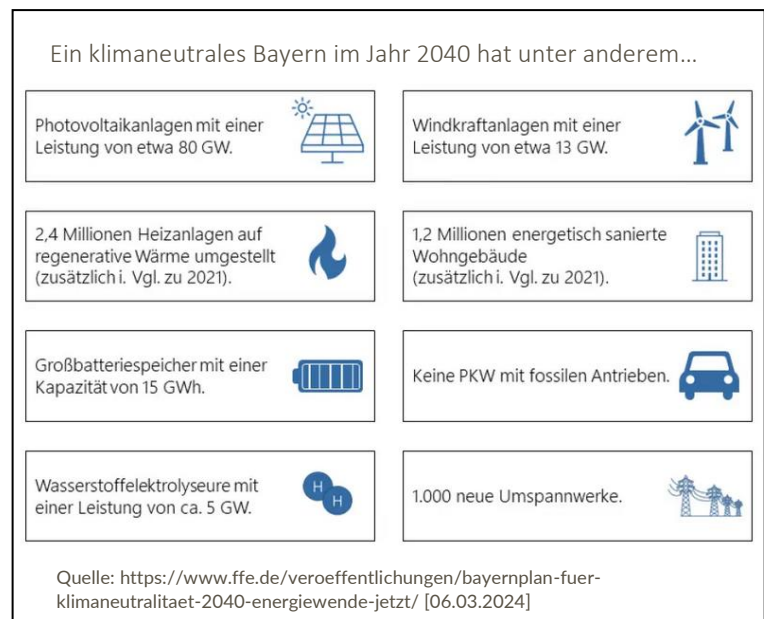 Ein klimaneutrales Bayern im Jahr 2040 hat unter anderem...
Photovoltaikanlagen mit einer
Leistung von etwa 80 GW.
Windkraftanlagen mit einer
Leistung von etwa 13 GW.
2,4 Millionen Heizanlagen auf
regenerative Wärme umgestellt
(zusätzlich i. Vgl. zu 2021).
1,2 Millionen energetisch sanierte
Wohngebäude
(zusätzlich i. Vgl. zu 2021).
Großbatteriespeicher mit einer
Kapazität von 15 GWh.
Keine PKW mit fossilen Antrieben.
Wasserstoffelektrolyseure mit
einer Leistung von ca. 5 GW.
H H
1.000 neue Umspannwerke.
Quelle: https://www.ffe.de/veroeffentlichungen/bayernplan-fuer-
klimaneutralitaet-2040-energiewende-jetzt/ [06.03.2024]